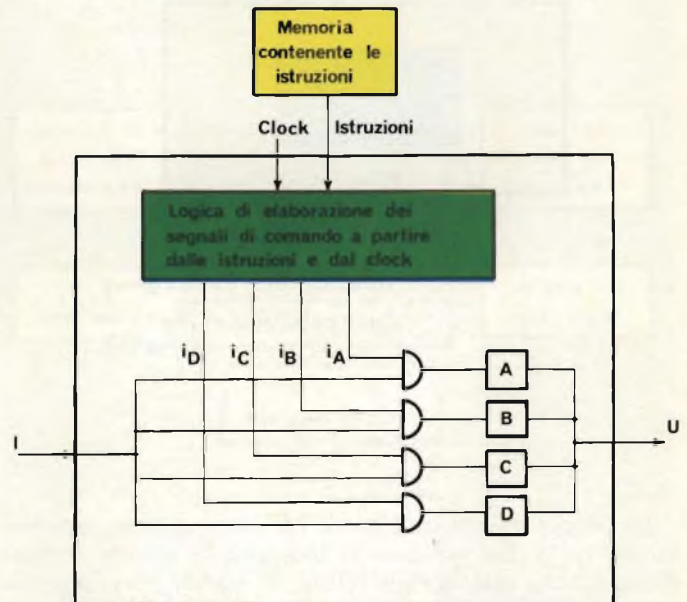 Memoria
contenente le
istruzioni
Clock
Istruzioni
Logica di elaborazione dei
segnali di comando a partire
dalle istruzioni e dal clock
iD
iC
iB
iA
A
B
C
D
I
U